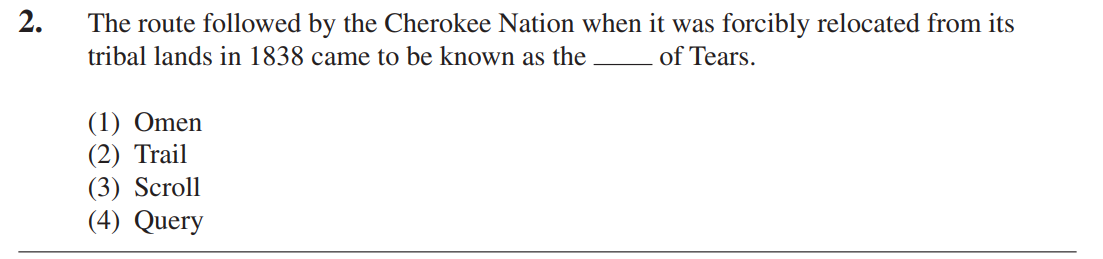 2. The route followed by the Cherokee Nation when it was forcibly relocated from its
tribal lands in 1838 came to be known as the ____ of Tears.
(1) Omen
(2) Trail
(3) Scroll
(4) Query